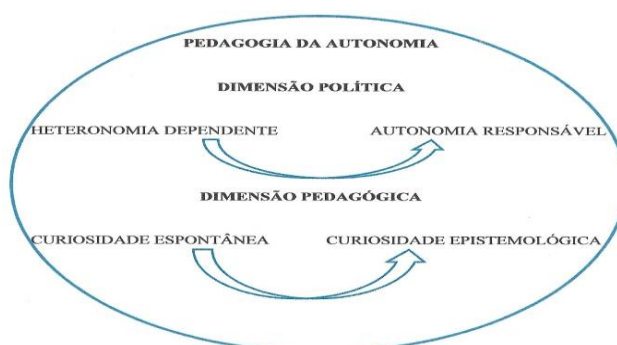 PEDAGOGIA DA AUTONOMIA
DIMENSÃO POLÍTICA
HETERONOMIA DEPENDENTE AUTONOMIA RESPONSÁVEL
DIMENSÃO PEDAGÓGICA
CURIOSIDADE ESPONTÂNEA CURIOSIDADE EPISTEMOLÓGICA